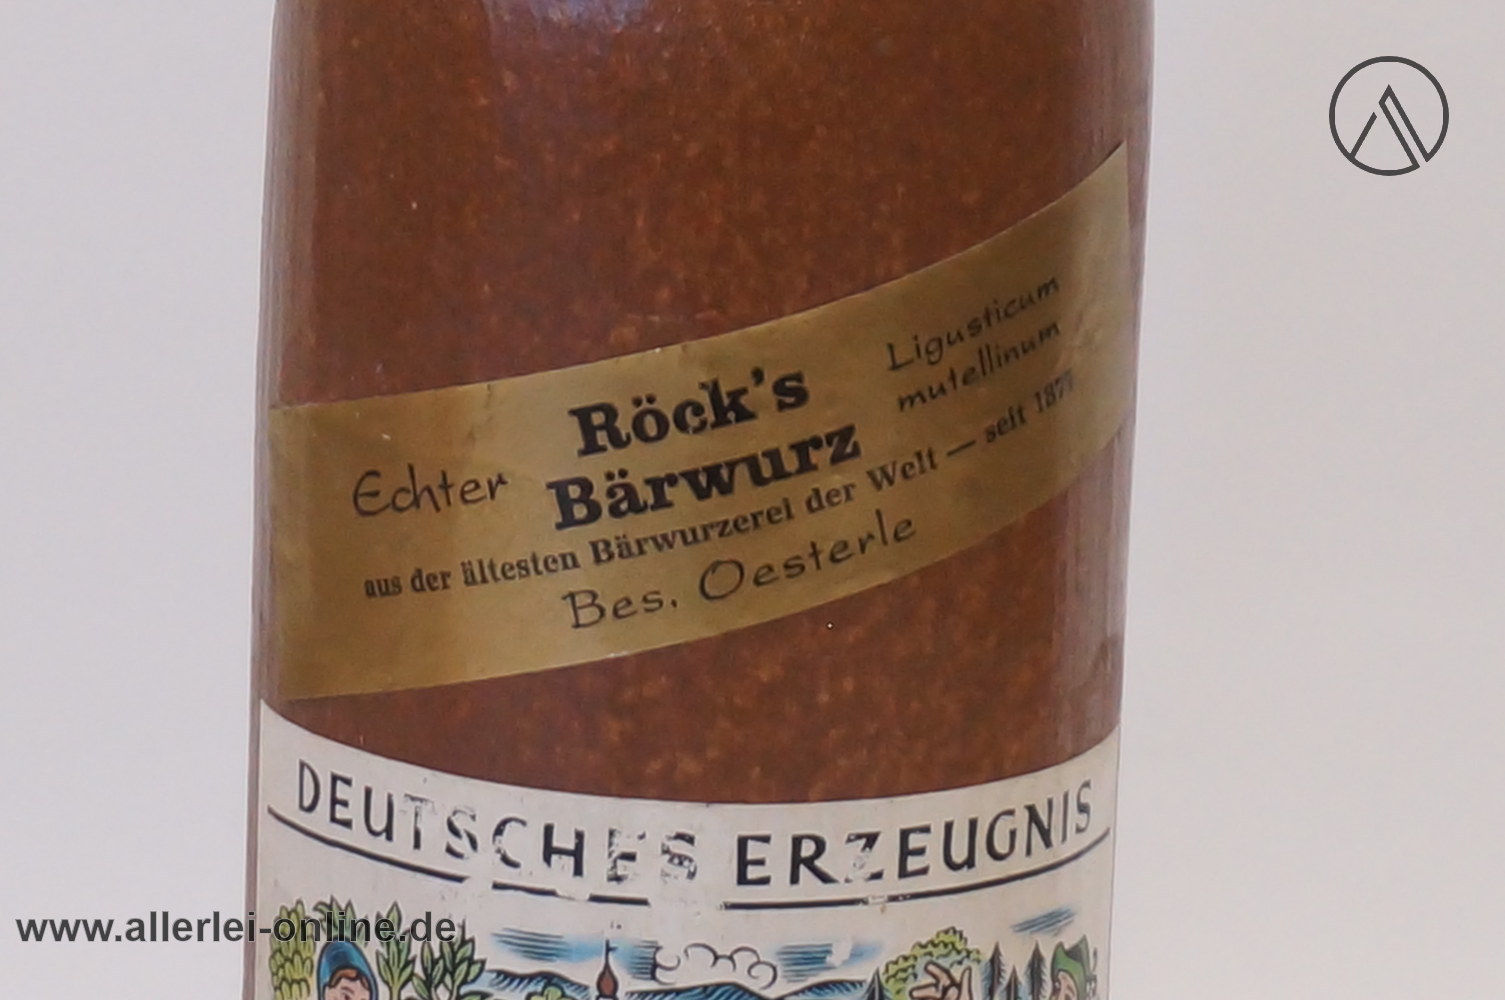 Röck's
Bärwurz
Echter
Ligusticum
mutellinum
aus der ältesten Bärwurzerei der Welt — seit 1877
Bes. Oesterle
DEUTSCHES ERZEUGNIS
www.allerlei-online.de